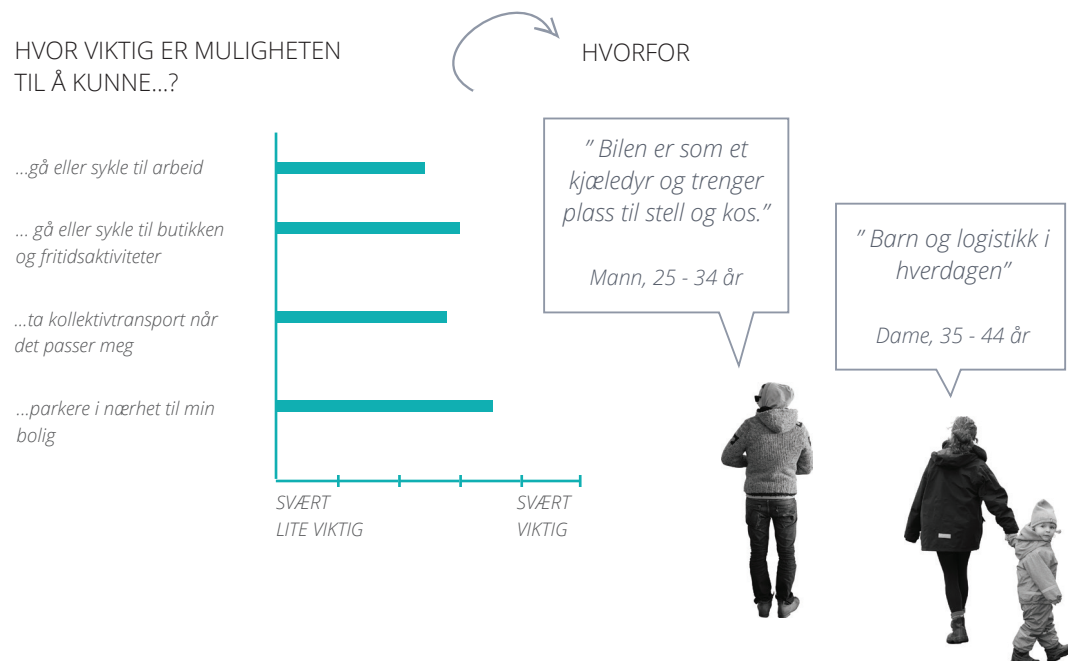 HVOR VIKTIG ER MULIGHETEN
TIL Å KUNNE...?
HVORFOR
...gå eller sykle til arbeid
... gå eller sykle til butikken
og fritidsaktiviteter
...ta kollektivtransport når
det passer meg
...parkere i nærhet til min
bolig
SVÆRT
LITE VIKTIG
SVÆRT
VIKTIG
” Bilen er som et
kjæledyr og trenger
plass til stell og kos.”
Mann, 25 - 34 år
” Barn og logistikk i
hverdagen”
Dame, 35 - 44 år